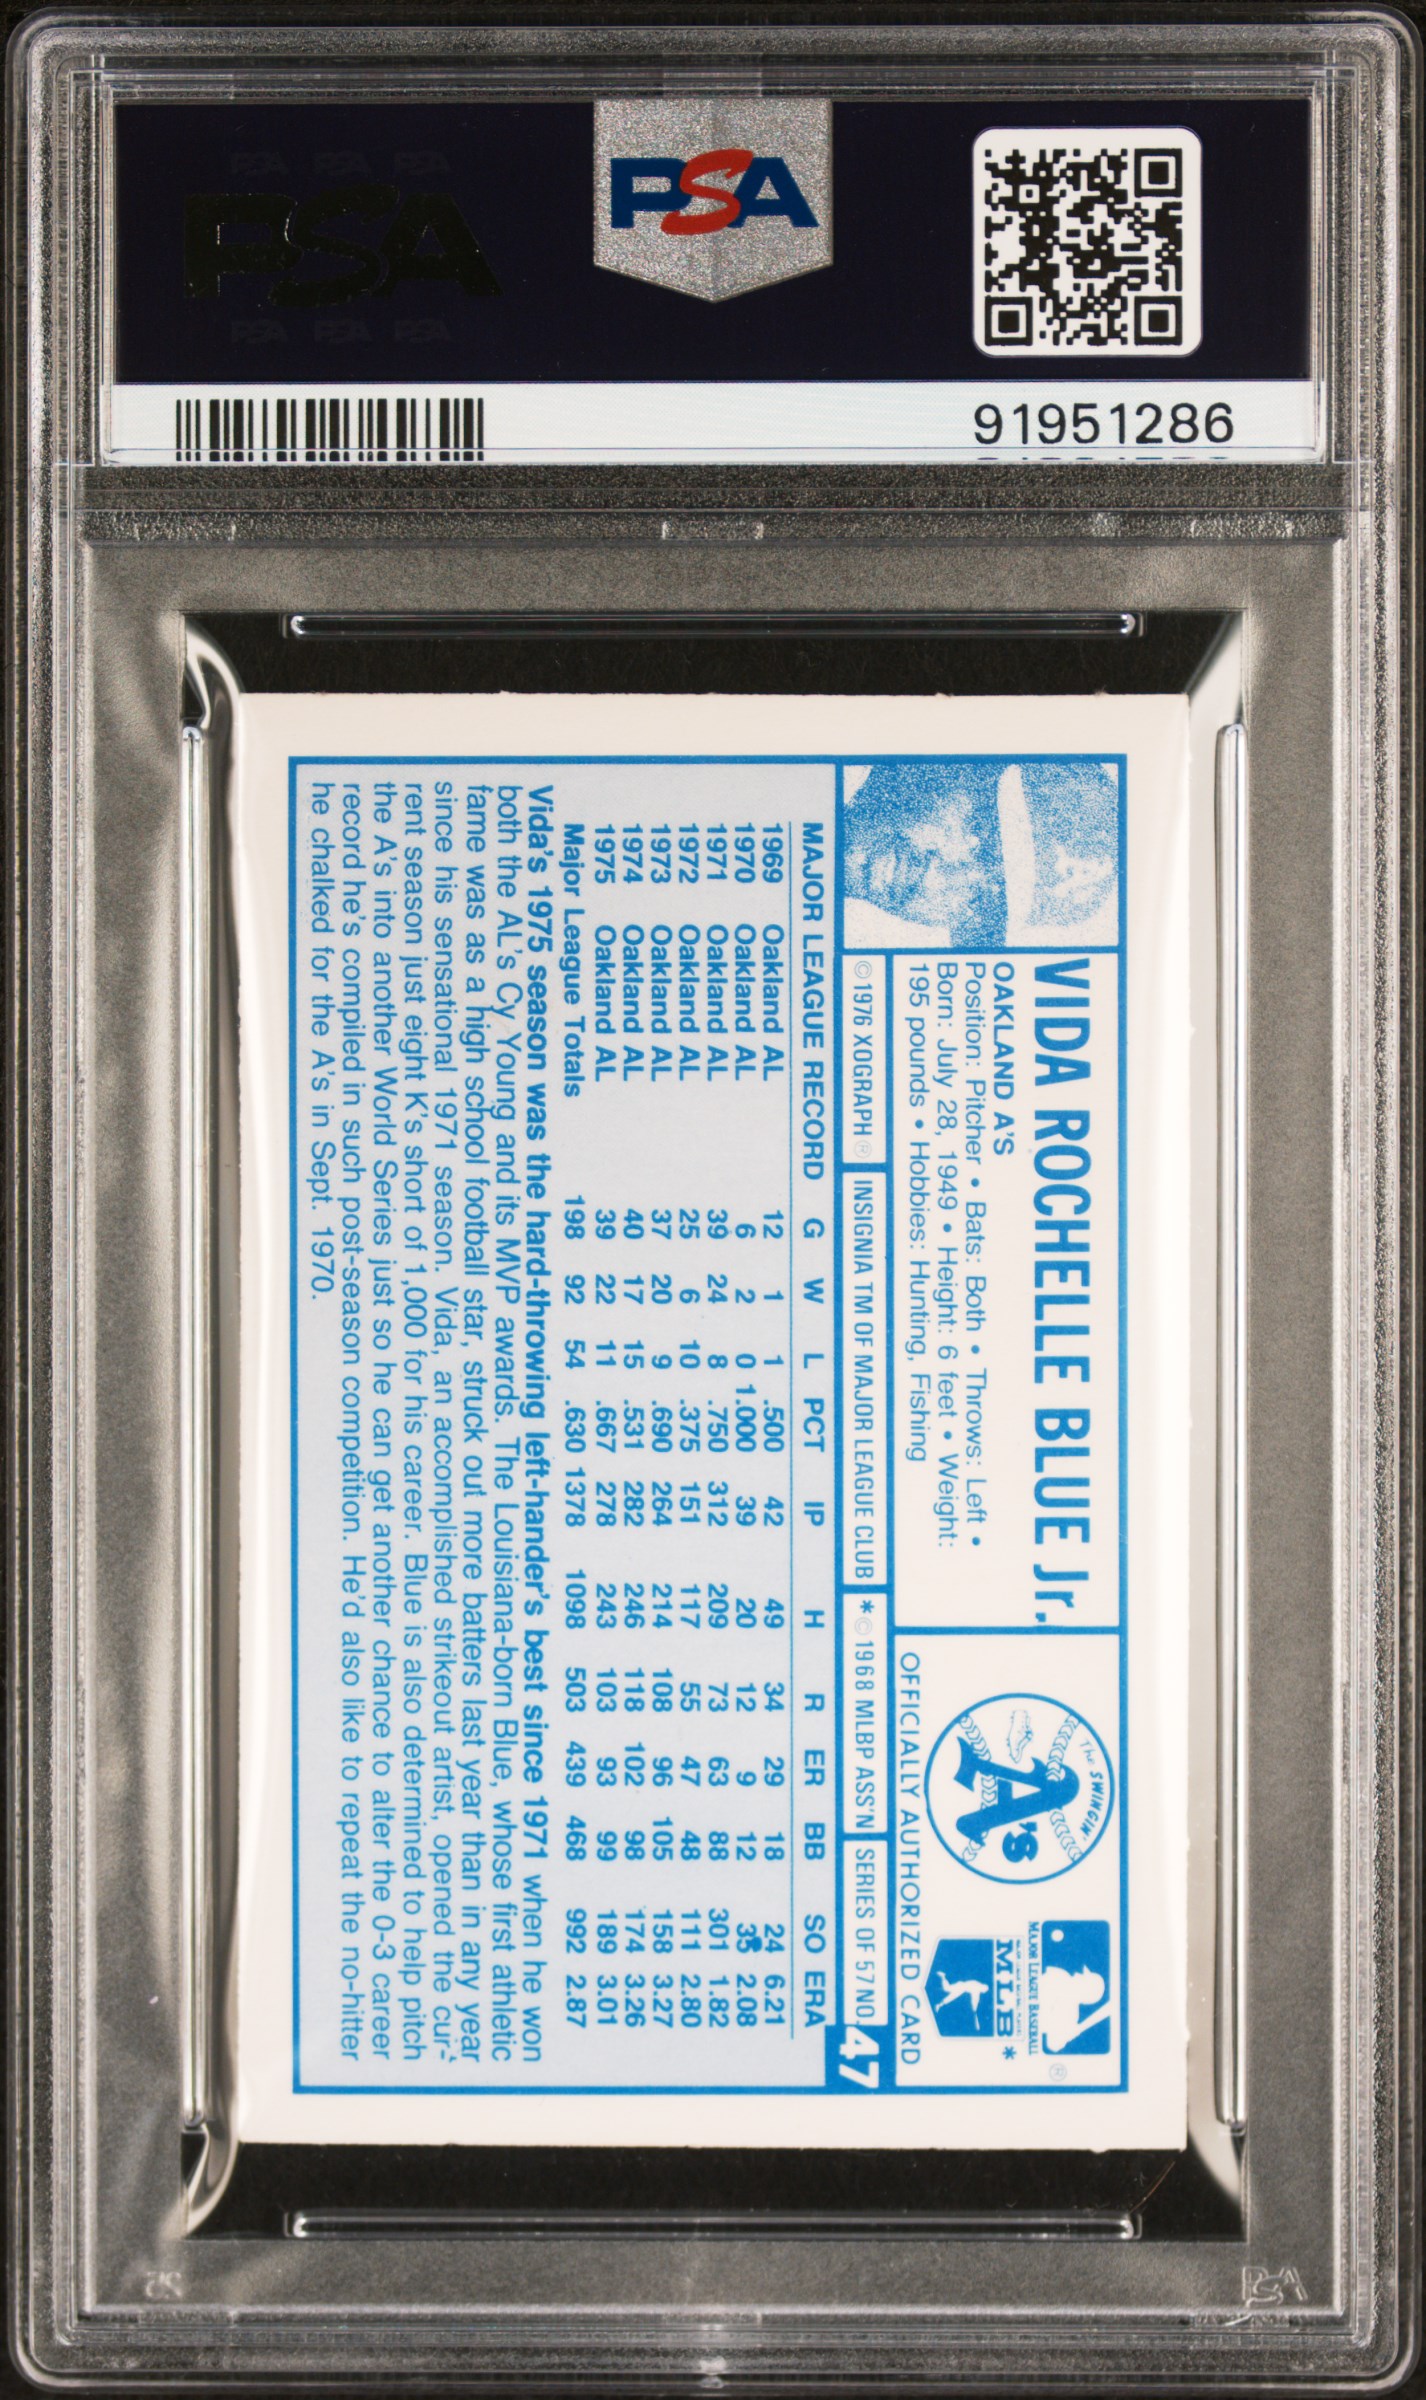 PSA
PSA PSA PSA
PSA
PSA PSA PSA
91951286
VIDA ROCHELLE BLUE Jr.
OAKLAND A'S
Position: Pitcher • Bats: Both • Throws: Left •
Born: July 28, 1949 • Height: 6 feet • Weight:
195 pounds • Hobbies: Hunting, Fishing
The SWINGIN'
A's
MAJOR LEAGUE BASEBALL
®
MLB
*
OFFICIALLY AUTHORIZED CARD
©1976 XOGRAPH® INSIGNIA TM OF MAJOR LEAGUE CLUB *©1968 MLBP ASS'N SERIES OF 57 NO. 47
MAJOR LEAGUE RECORD G W L PCT IP H R ER BB SO ERA
1969 Oakland AL 12 1 1 .500 42 49 34 29 18 24 6.21
1970 Oakland AL 6 2 0 1.000 39 20 12 9 12 35 2.08
1971 Oakland AL 39 24 8 .750 312 209 73 63 88 301 1.82
1972 Oakland AL 25 6 10 .375 151 117 55 47 48 111 2.80
1973 Oakland AL 37 20 9 .690 264 214 108 96 105 158 3.27
1974 Oakland AL 40 17 15 .531 282 246 118 102 98 174 3.26
1975 Oakland AL 39 22 11 .667 278 243 103 93 99 189 3.01
Major League Totals 198 92 54 .630 1378 1098 503 439 468 992 2.87
Vida's 1975 season was the hard-throwing left-hander's best since 1971 when he won
both the AL's Cy Young and its MVP awards. The Louisiana-born Blue, whose first athletic
fame was as a high school football star, struck out more batters last year than in any year
since his sensational 1971 season. Vida, an accomplished strikeout artist, opened the cur-
rent season just eight K's short of 1,000 for his career. Blue is also determined to help pitch
the A's into another World Series just so he can get another chance to alter the 0-3 career
record he's compiled in such post-season competition. He'd also like to repeat the no-hitter
he chalked for the A's in Sept. 1970.
PSA